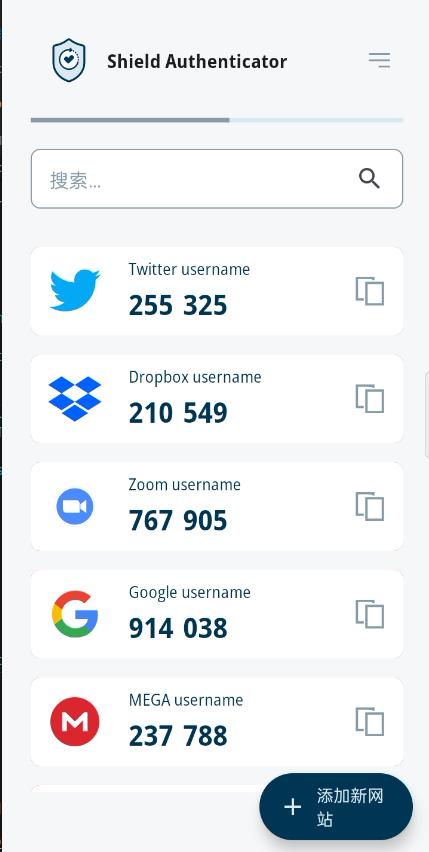 Shield Authenticator
搜索...
Twitter username
255 325
Dropbox username
210 549
Zoom username
767 905
Google username
914 038
MEGA username
237 788
添加新网
站